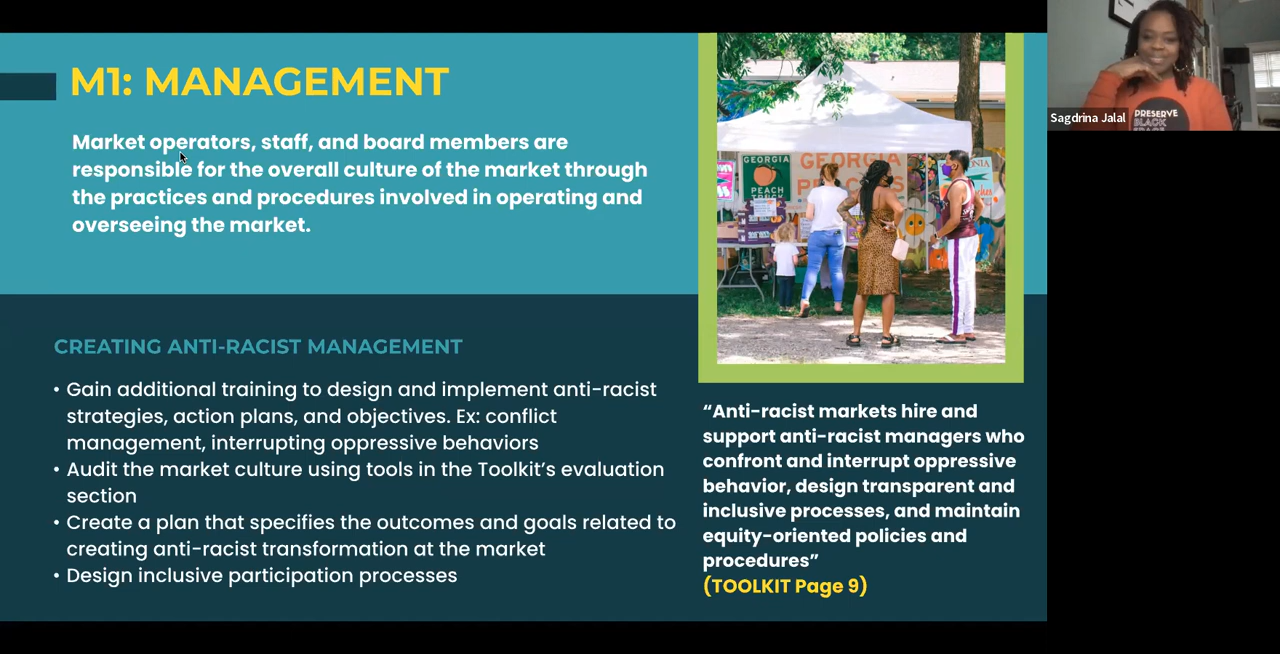 M1: MANAGEMENT
Market operators, staff, and board members are
responsible for the overall culture of the market through
the practices and procedures involved in operating and
overseeing the market.
CREATING ANTI-RACIST MANAGEMENT
• Gain additional training to design and implement anti-racist
strategies, action plans, and objectives. Ex: conflict
management, interrupting oppressive behaviors
• Audit the market culture using tools in the Toolkit's evaluation
section
• Create a plan that specifies the outcomes and goals related to
creating anti-racist transformation at the market
• Design inclusive participation processes
GEORGIA
PEACH
GEORGIA
“Anti-racist markets hire and
support anti-racist managers who
confront and interrupt oppressive
behavior, design transparent and
inclusive processes, and maintain
equity-oriented policies and
procedures”
(TOOLKIT Page 9)
Sagdrina Jalal
PRESERVE
BLACK